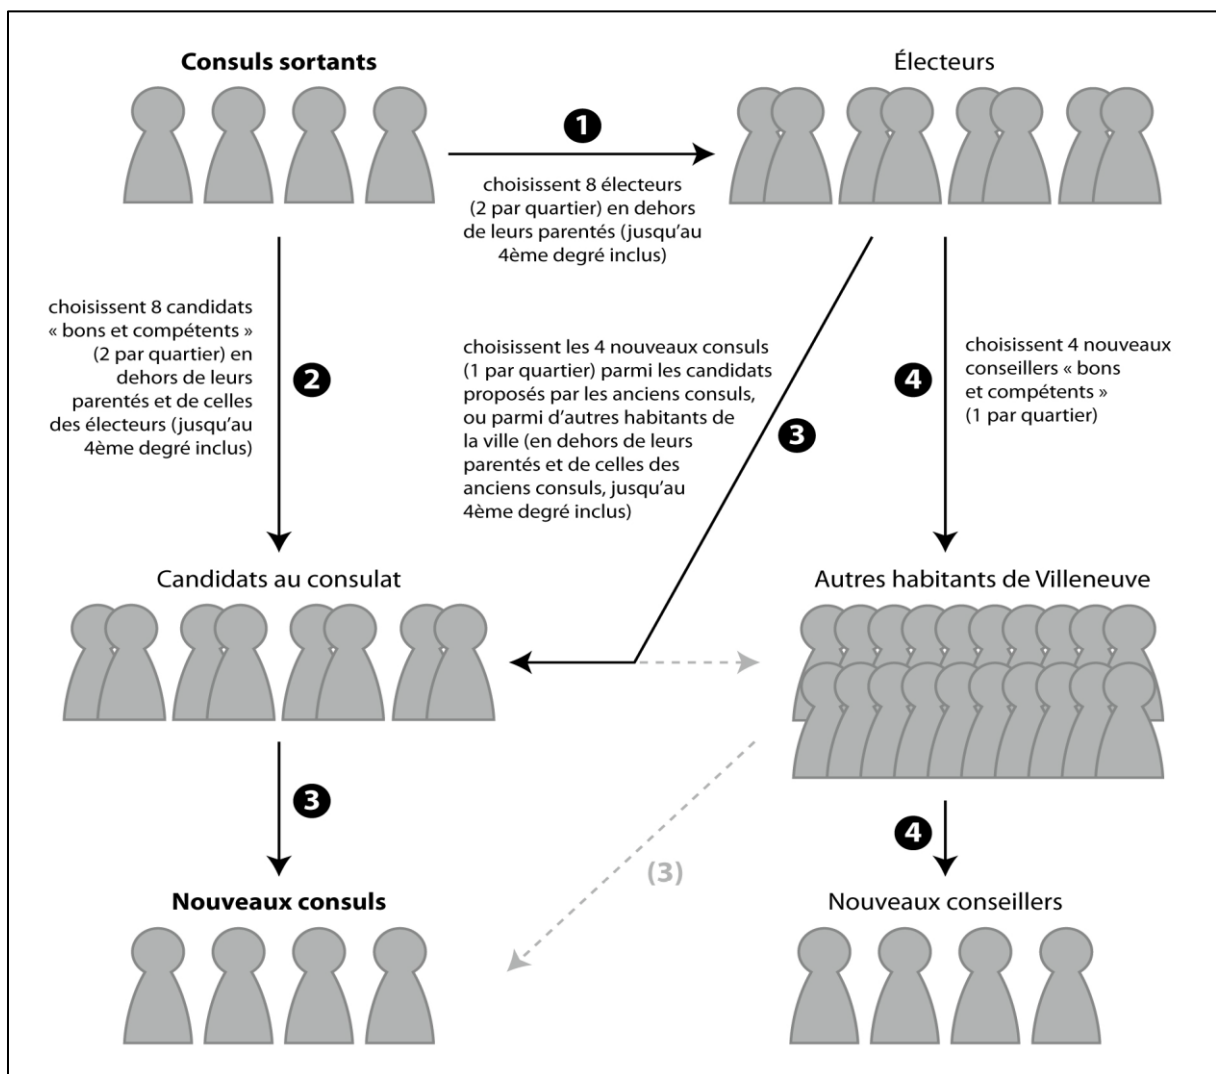 Consuls sortants
Électeurs
1
choisissent 8 électeurs
(2 par quartier) en dehors
de leurs parentés (jusqu'au
4ème degré inclus)
choisissent 8 candidats
« bons et compétents »
(2 par quartier) en
dehors de leurs
parentés et de celles
des électeurs (jusqu'au
4ème degré inclus)
2
choisissent les 4 nouveaux consuls
(1 par quartier) parmi les candidats
proposés par les anciens consuls,
ou parmi d'autres habitants de
la ville (en dehors de leurs
parentés et de celles des
anciens consuls, jusqu'au
4ème degré inclus)
3
4
choisissent 4 nouveaux
conseillers « bons
et compétents »
(1 par quartier)
Candidats au consulat
Autres habitants de Villeneuve
3
(3)
4
Nouveaux consuls
Nouveaux conseillers